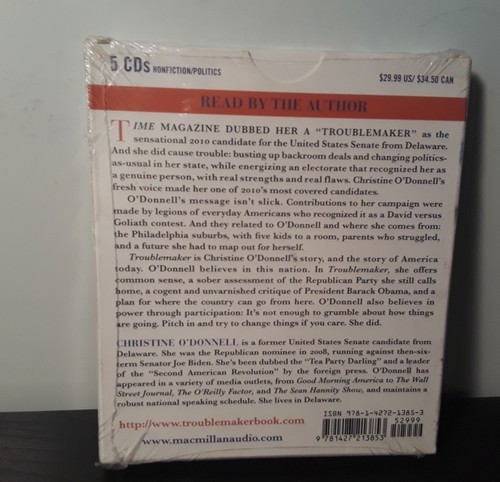 5 CDs NONFICTION/POLITICS
$29.99 US/ $34.50 CAN
READ BY THE AUTHOR
TIME MAGAZINE DUBBED HER A “TROUBLEMAKER” as the
sensational 2010 candidate for the United States Senate from Delaware.
And she did cause trouble: busting up backroom deals and changing politics-
as-usual in her state, while energizing an electorate that recognized her as
a genuine person, with real strengths and real flaws. Christine O’Donnell’s
fresh voice made her one of 2010’s most covered candidates.
O’Donnell’s message isn’t slick. Contributions to her campaign were
made by legions of everyday Americans who recognized it as a David versus
Goliath contest. And they related to O’Donnell and where she comes from:
the Philadelphia suburbs, with five kids to a room, parents who struggled,
and a future she had to map out for herself.
Troublemaker is Christine O’Donnell’s story, and the story of America
today. O’Donnell believes in this nation. In Troublemaker, she offers
common sense, a sober assessment of the Republican Party she still calls
home, a cogent and unvarnished critique of President Barack Obama, and a
plan for where the country can go from here. O’Donnell also believes in
power through participation: It’s not enough to grumble about how things
are going. Pitch in and try to change things if you care. She did.
CHRISTINE O’DONNELL is a former United States Senate candidate from
Delaware. She was the Republican nominee in 2008, running against then-six-
term Senator Joe Biden. She’s been dubbed the “Tea Party Darling” and a leader
of the “Second American Revolution” by the foreign press. O’Donnell has
appeared in a variety of media outlets, from Good Morning America to The Wall
Street Journal, The O’Reilly Factor, and The Sean Hannity Show, and maintains a
robust national speaking schedule. She lives in Delaware.
ISBN 978-1-4272-1385-3
52999
http://www.troublemakerbook.com
www.macmillanaudio.com
9 781427 213853